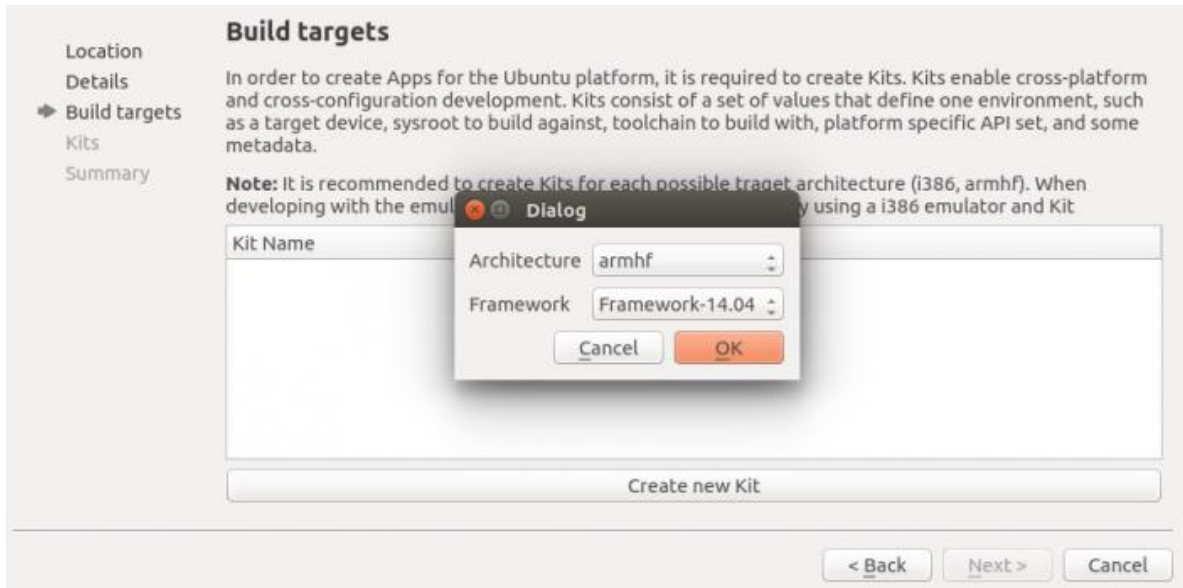 Location
Details
Build targets
Kits
Summary
Build targets
In order to create Apps for the Ubuntu platform, it is required to create Kits. Kits enable cross-platform
and cross-configuration development. Kits consist of a set of values that define one environment, such
as a target device, sysroot to build against, toolchain to build with, platform specific API set, and some
metadata.
Note: It is recommended to create Kits for each possible traget architecture (i386, armhf). When
developing with the emul y using a i386 emulator and Kit
Kit Name
Dialog
Architecture armhf
Framework Framework-14.04
Cancel OK
Create new Kit
< Back Next > Cancel